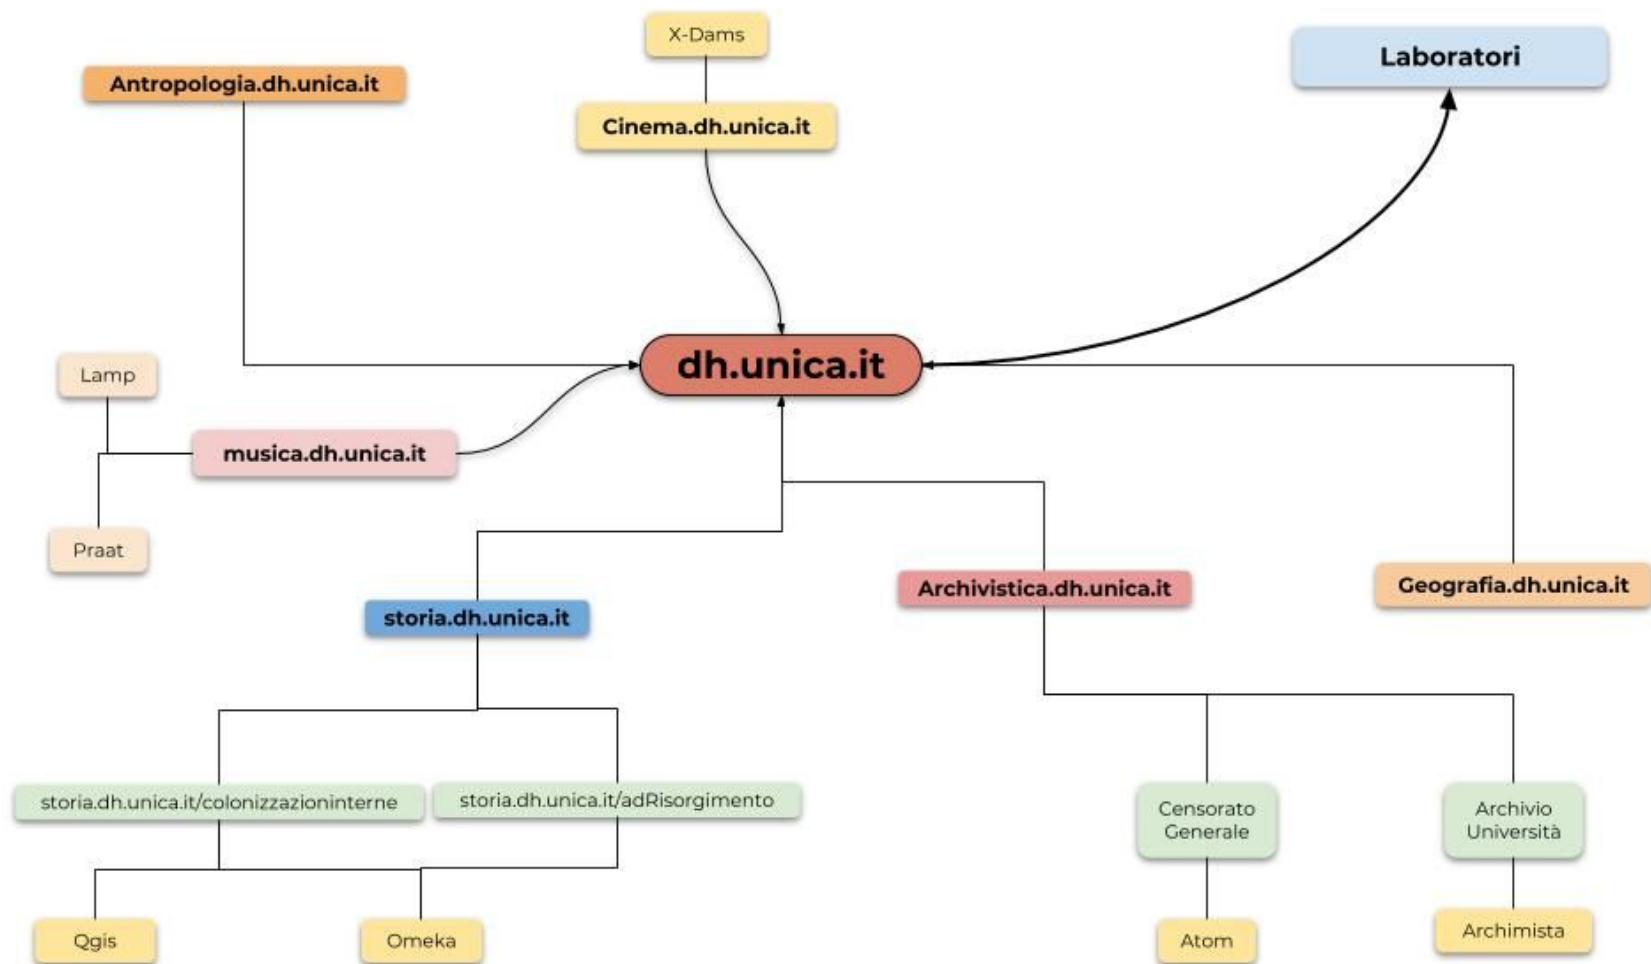 X-Dams
Laboratori
Antropologia.dh.unica.it
Cinema.dh.unica.it
dh.unica.it
Lamp
musica.dh.unica.it
Praat
storia.dh.unica.it
Archivistica.dh.unica.it
Geografia.dh.unica.it
storia.dh.unica.it/colonizzazioninterne
storia.dh.unica.it/adRisorgimento
Censorato
Generale
Archivio
Università
Qgis
Omeka
Atom
Archimista